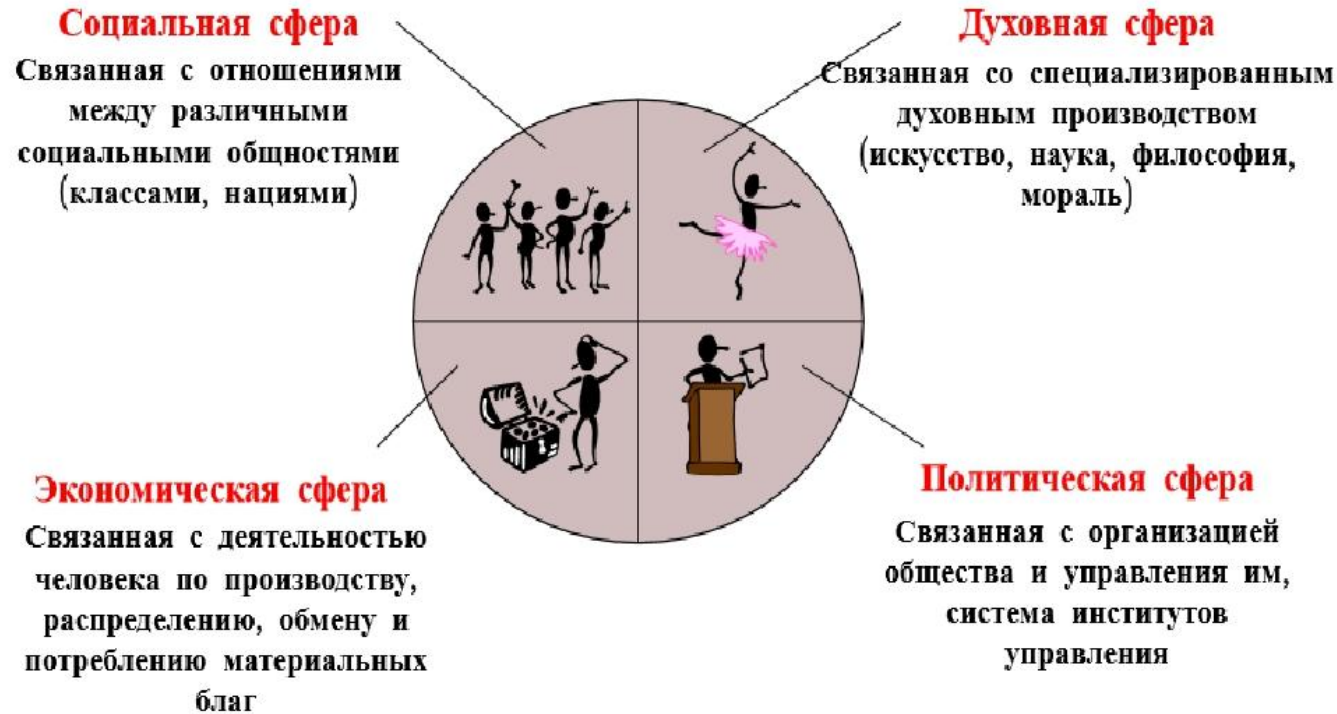 Социальная сфера
Связанная с отношениями
между различными
социальными общностями
(классами, нациями)
Духовная сфера
Связанная со специализированным
духовным производством
(искусство, наука, философия,
мораль)
Экономическая сфера
Связанная с деятельностью
человека по производству,
распределению, обмену и
потреблению материальных
благ
Политическая сфера
Связанная с организацией
общества и управления им,
система институтов
управления